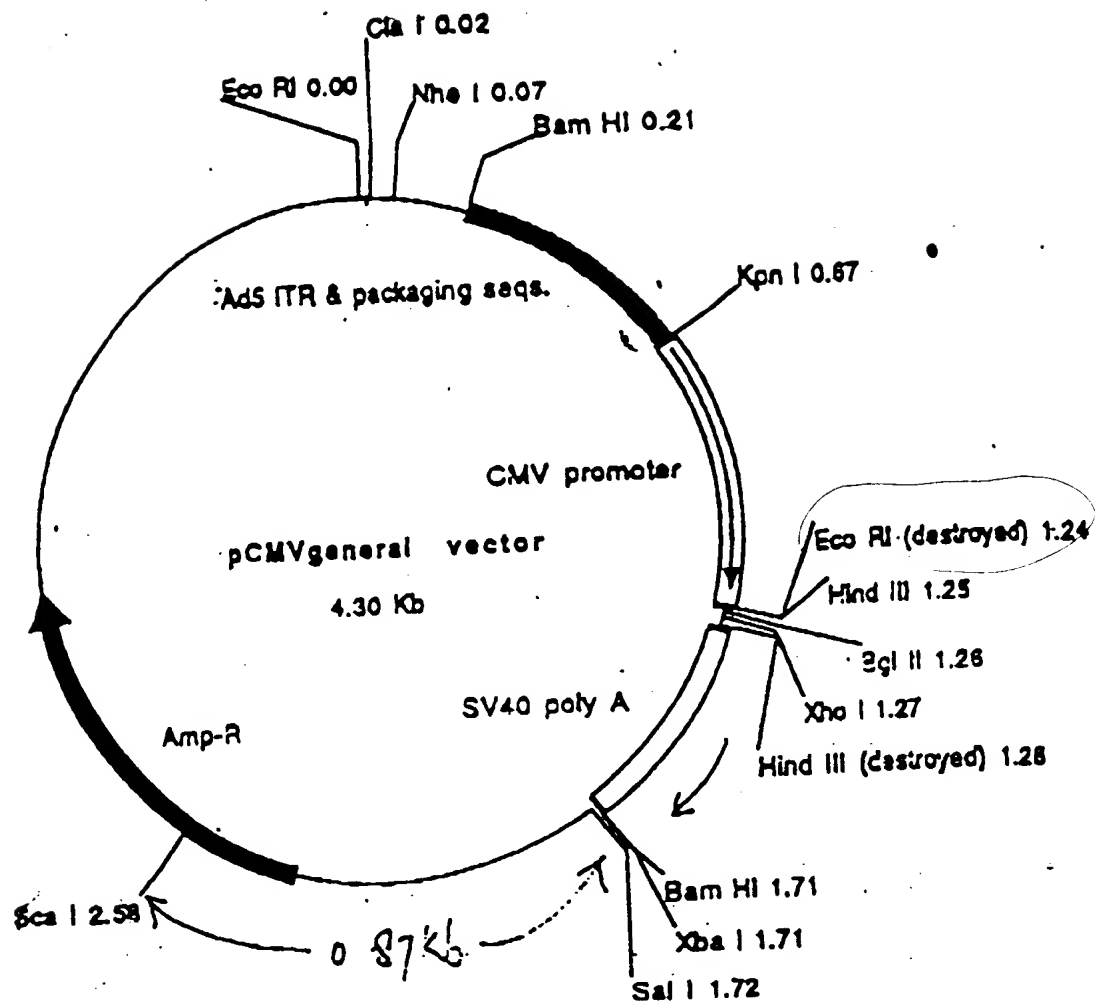 Cla I 0.02
Eco RI 0.00
Nhe I 0.07
Bam HI 0.21
Kpn I 0.67
Ad5 ITR & packaging seqs.
CMV promoter
pCMVgeneral vector
4.30 Kb
Eco RI (destroyed) 1.24
Hind III 1.25
Bgl II 1.26
Xho I 1.27
Hind III (destroyed) 1.28
SV40 poly A
Amp-R
Bam HI 1.71
Xba I 1.71
Sal I 1.72
Sca I 2.58
0 87 Kb